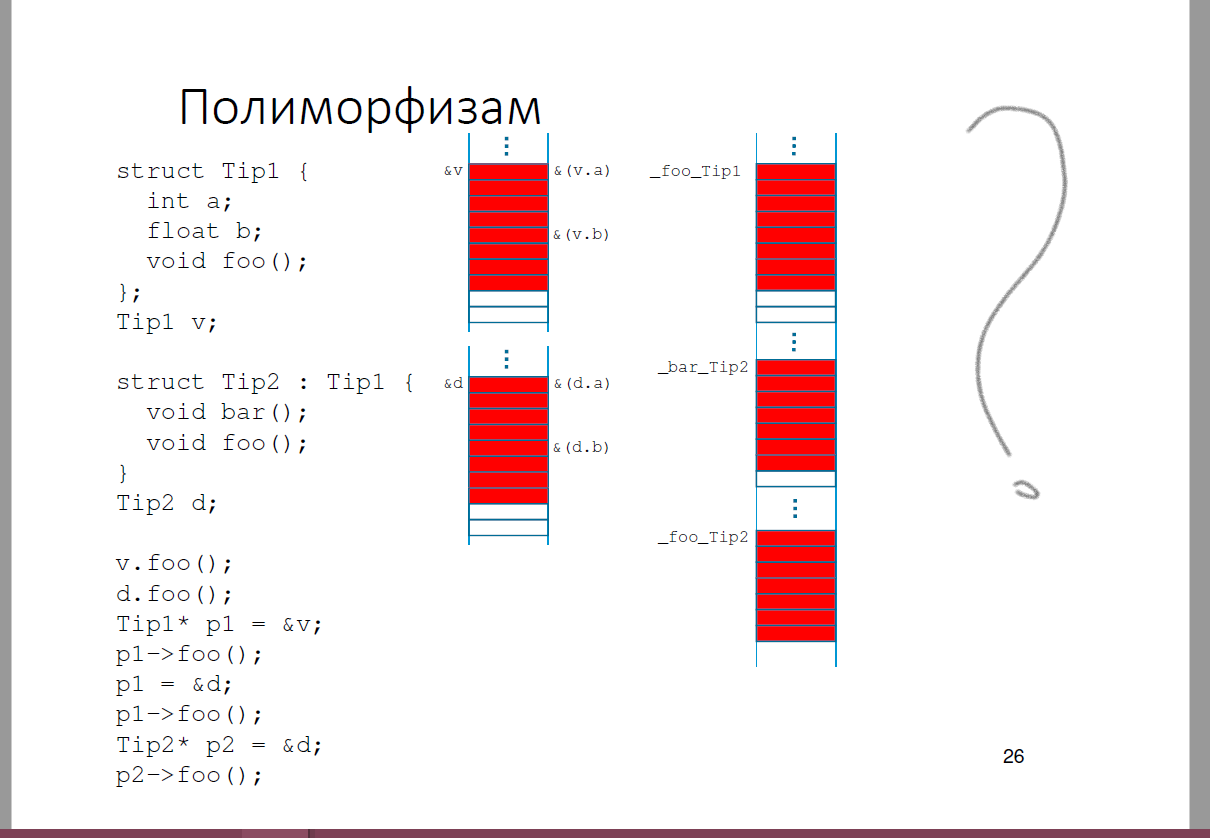 Полиморфизам
struct Tip1 {
int a;
float b;
void foo();
};
Tip1 v;
struct Tip2 : Tip1 {
void bar();
void foo();
}
Tip2 d;
v.foo();
d.foo();
Tip1* p1 = &v;
p1->foo();
p1 = &d;
p1->foo();
Tip2* p2 = &d;
p2->foo();
&v
&(v.a)
&(v.b)
&d
&(d.a)
&(d.b)
_foo_Tip1
_bar_Tip2
_foo_Tip2
?
26